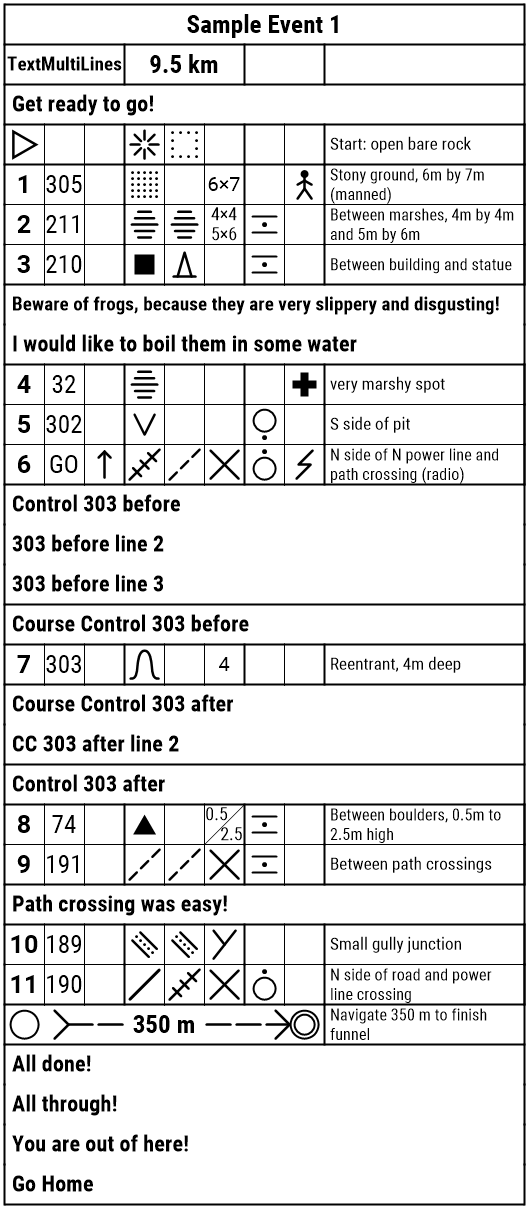 Sample Event 1
TextMultiLines 9.5 km
Get ready to go!
Start: open bare rock
1 305 6×7 Stony ground, 6m by 7m
(manned)
2 211 4×4 Between marshes, 4m by 4m
5×6 and 5m by 6m
3 210 Between building and statue
Beware of frogs, because they are very slippery and disgusting!
I would like to boil them in some water
4 32 very marshy spot
5 302 S side of pit
6 GO N side of N power line and
path crossing (radio)
Control 303 before
303 before line 2
303 before line 3
Course Control 303 before
7 303 4 Reentrant, 4m deep
Course Control 303 after
CC 303 after line 2
Control 303 after
8 74 0.5 Between boulders, 0.5m to
2.5 2.5m high
9 191 Between path crossings
Path crossing was easy!
10 189 Small gully junction
11 190 N side of road and power
line crossing
350 m Navigate 350 m to finish
funnel
All done!
All through!
You are out of here!
Go Home